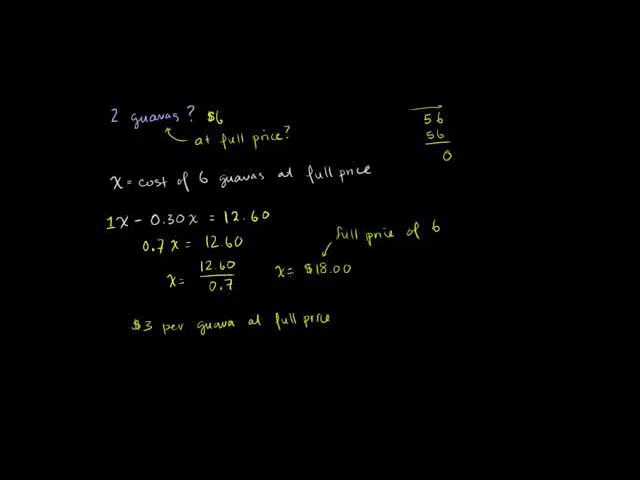 2 guavas? $6
at full price?
56
56
0
x = cost of 6 guavas at full price
1x - 0.30x = 12.60
full price of 6
0.7x = 12.60
x = 12.60 / 0.7
x = $18.00
$3 per guava at full price